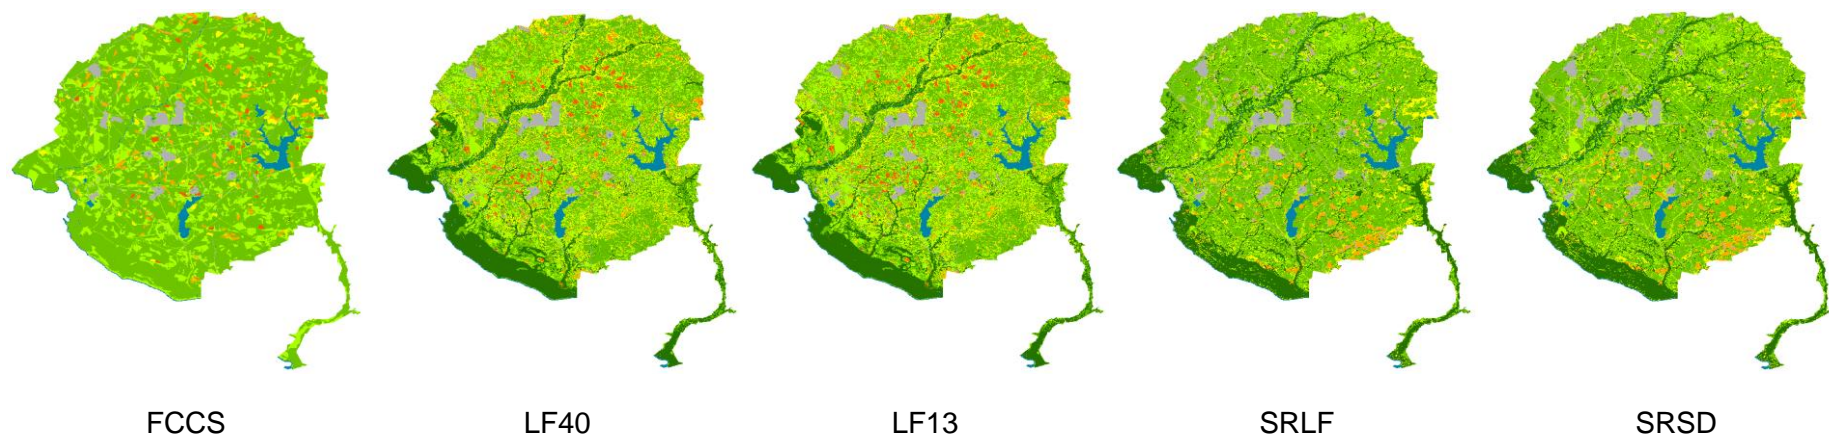 FCCS LF40 LF13 SRLF SRSD